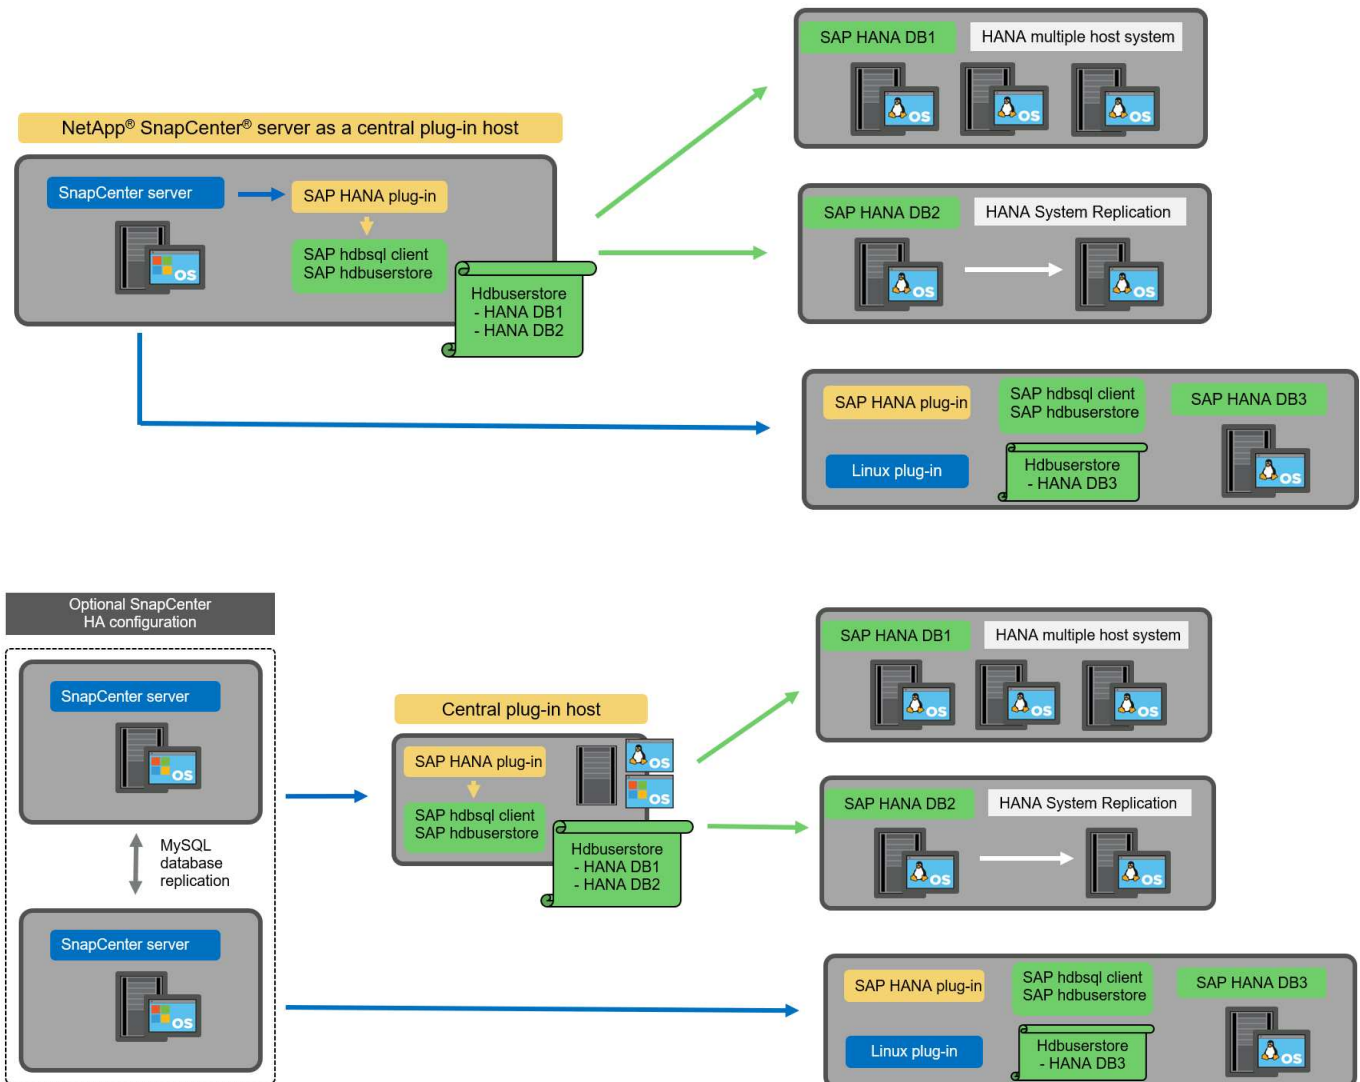 SAP HANA DB1
HANA multiple host system
OS
OS
OS
NetApp® SnapCenter® server as a central plug-in host
SnapCenter server
SAP HANA plug-in
OS
SAP hdbsql client
SAP hdbuserstore
Hdbuserstore
- HANA DB1
- HANA DB2
SAP HANA DB2
HANA System Replication
OS
OS
SAP HANA plug-in
SAP hdbsql client
SAP hdbuserstore
SAP HANA DB3
Linux plug-in
Hdbuserstore
- HANA DB3
OS
Optional SnapCenter
HA configuration
SnapCenter server
OS
MySQL
database
replication
SnapCenter server
OS
Central plug-in host
SAP HANA plug-in
OS
OS
SAP hdbsql client
SAP hdbuserstore
Hdbuserstore
- HANA DB1
- HANA DB2
SAP HANA DB1
HANA multiple host system
OS
OS
OS
SAP HANA DB2
HANA System Replication
OS
OS
SAP HANA plug-in
SAP hdbsql client
SAP hdbuserstore
SAP HANA DB3
Linux plug-in
Hdbuserstore
- HANA DB3
OS